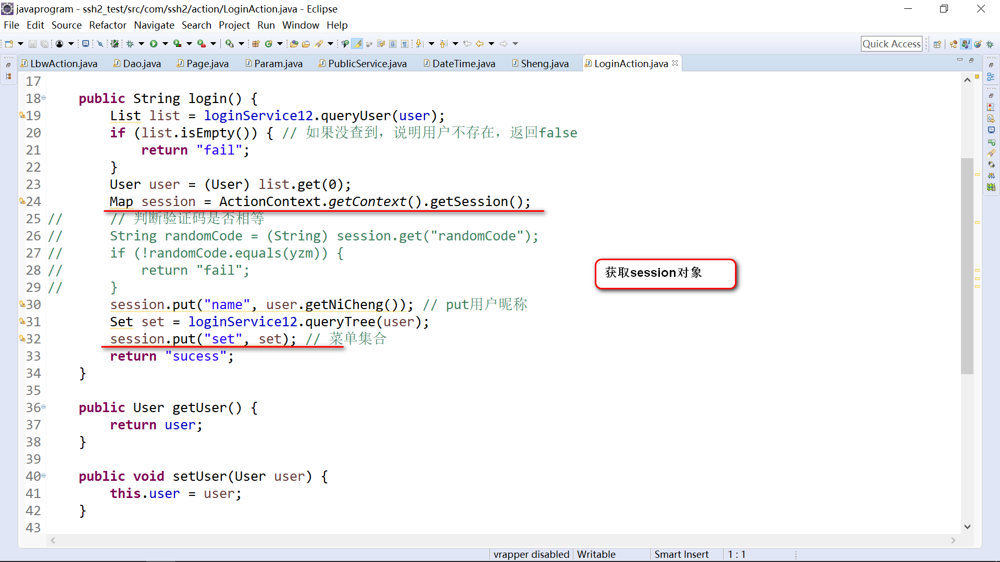 javaprogram - ssh2_test/src/com/ssh2/action/LoginAction.java - Eclipse
File Edit Source Refactor Navigate Search Project Run Window Help
Quick Access
LbwAction.java Dao.java Page.java Param.java PublicService.java DateTime.java Sheng.java LoginAction.java
17
18 public String login() {
19 List list = loginService12.queryUser(user);
20 if (list.isEmpty()) { // 如果没查到，说明用户不存在，返回false
21 return "fail";
22 }
23 User user = (User) list.get(0);
24 Map session = ActionContext.getContext().getSession();
25 // // 判断验证码是否相等
26 // String randomCode = (String) session.get("randomCode");
27 // if (!randomCode.equals(yzm)) {
28 // return "fail";
获取session对象
29 // }
30 session.put("name", user.getNiCheng()); // put用户昵称
31 Set set = loginService12.queryTree(user);
32 session.put("set", set); // 菜单集合
33 return "sucess";
34 }
35
36 public User getUser() {
37 return user;
38 }
39
40 public void setUser(User user) {
41 this.user = user;
42 }
43
vrapper disabled Writable Smart Insert 1 : 1